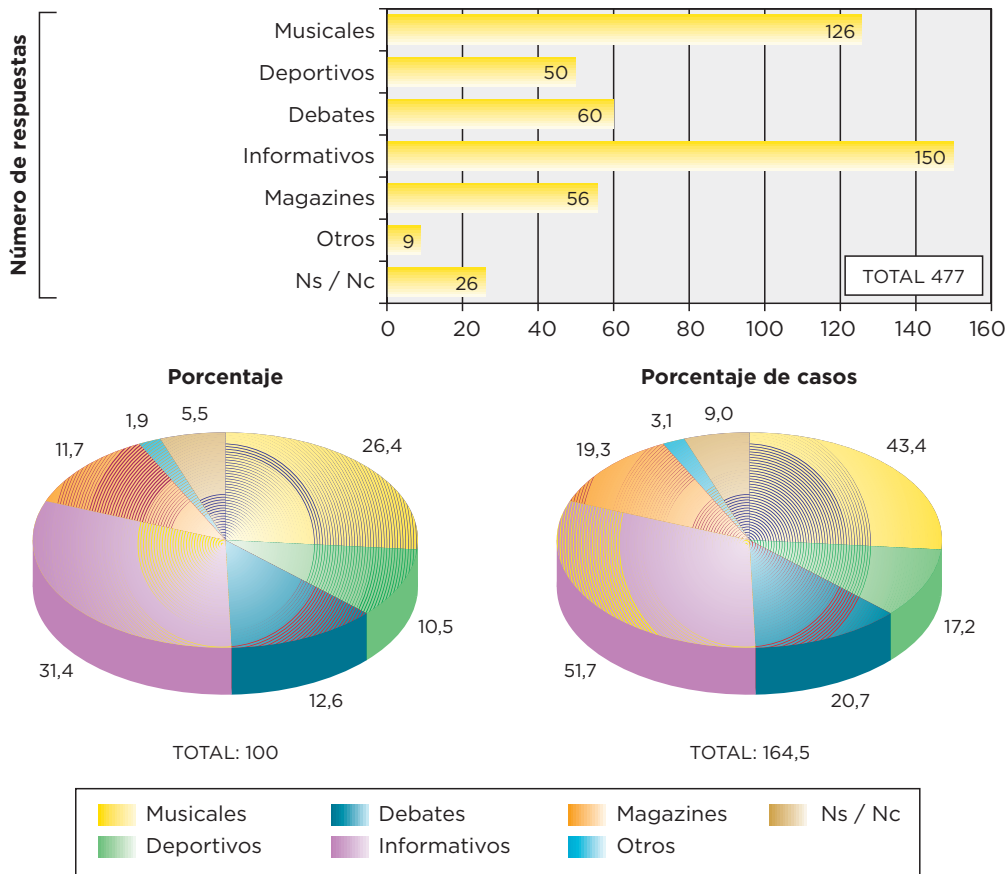 Número de respuestas
Musicales 126
Deportivos 50
Debates 60
Informativos 150
Magazines 56
Otros 9
Ns / Nc 26
TOTAL 477
0 20 40 60 80 100 120 140 160
Porcentaje
5,5
1,9
26,4
11,7
10,5
31,4
12,6
TOTAL: 100
Porcentaje de casos
9,0
3,1
43,4
19,3
17,2
51,7
20,7
TOTAL: 164,5
Musicales Debates Magazines Ns / Nc
Deportivos Informativos Otros